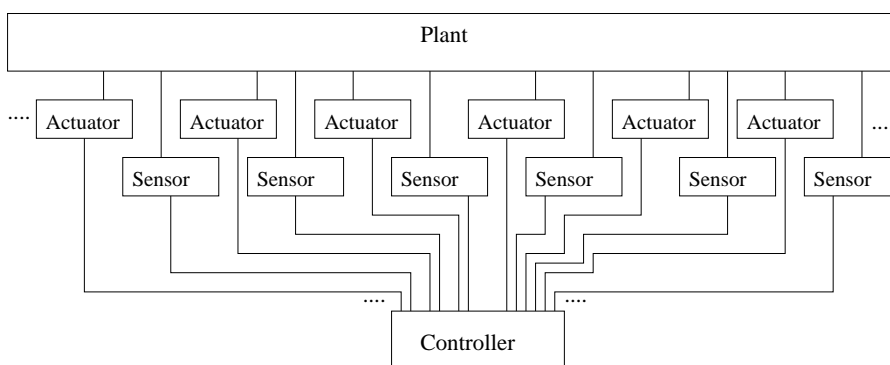 Plant
.... Actuator Actuator Actuator Actuator Actuator Actuator ....
Sensor Sensor Sensor Sensor Sensor Sensor
.... ....
Controller